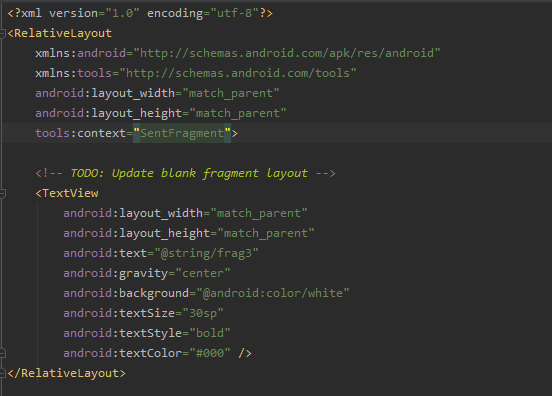 <?xml version="1.0" encoding="utf-8"?>
<RelativeLayout
    xmlns:android="http://schemas.android.com/apk/res/android"
    xmlns:tools="http://schemas.android.com/tools"
    android:layout_width="match_parent"
    android:layout_height="match_parent"
    tools:context="SentFragment">
    <!-- TODO: Update blank fragment layout -->
    <TextView
        android:layout_width="match_parent"
        android:layout_height="match_parent"
        android:text="@string/frag3"
        android:gravity="center"
        android:background="@android:color/white"
        android:textSize="30sp"
        android:textStyle="bold"
        android:textColor="#000" />
</RelativeLayout>